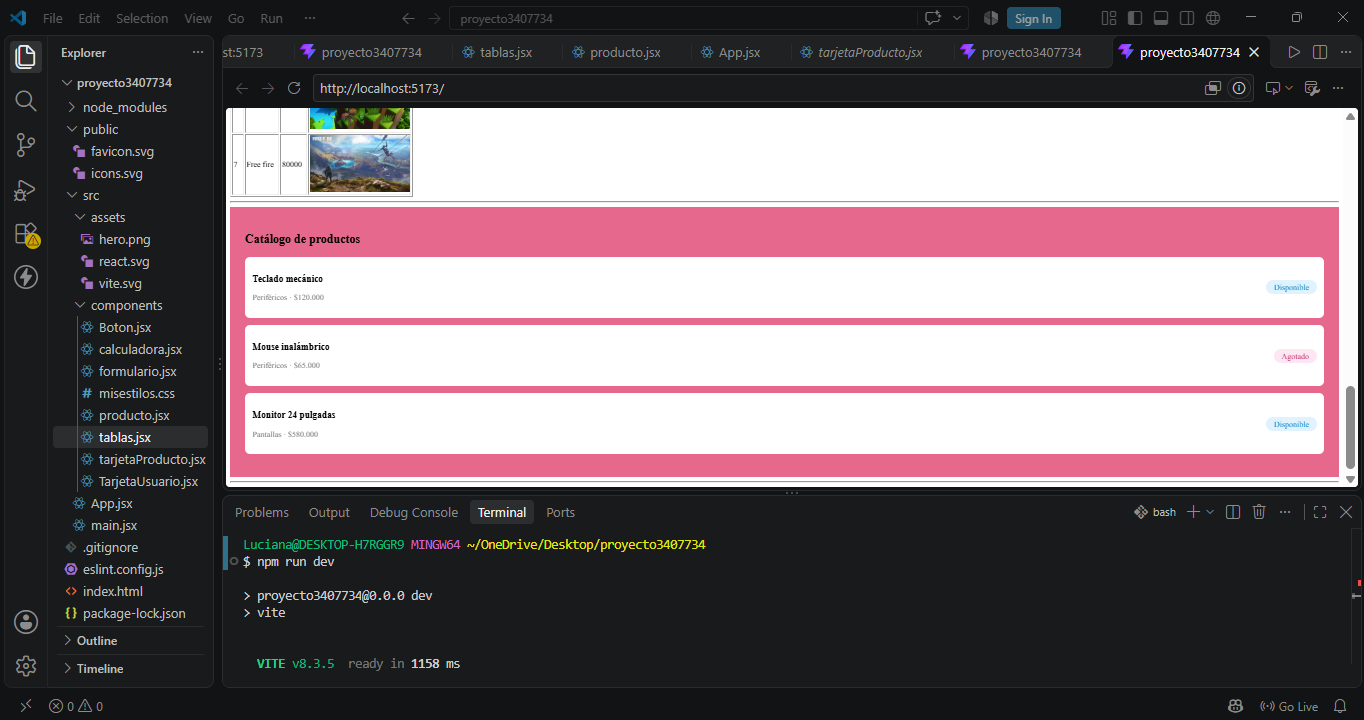 File Edit Selection View Go Run ···
proyecto3407734
Sign In
Explorer ···
st:5173 proyecto3407734 tablas.jsx producto.jsx App.jsx tarjetaProducto.jsx proyecto3407734 proyecto3407734
http://localhost:5173/
proyecto3407734
node_modules
public
favicon.svg
icons.svg
src
assets
hero.png
react.svg
vite.svg
components
Boton.jsx
calculadora.jsx
formulario.jsx
# misestilos.css
producto.jsx
tablas.jsx
tarjetaProducto.jsx
TarjetaUsuario.jsx
App.jsx
main.jsx
.gitignore
eslint.config.js
<> index.html
{} package-lock.json
Outline
Timeline
7 Free fire 80000
Catálogo de productos
Teclado mecánico
Periféricos · $120.000
Disponible
Mouse inalámbrico
Periféricos · $65.000
Agotado
Monitor 24 pulgadas
Pantallas · $580.000
Disponible
Problems Output Debug Console Terminal Ports
bash
Luciana@DESKTOP-H7RGGR9 MINGW64 ~/OneDrive/Desktop/proyecto3407734
$ npm run dev
> proyecto3407734@0.0.0 dev
> vite
VITE v8.3.5 ready in 1158 ms
0 0
Go Live